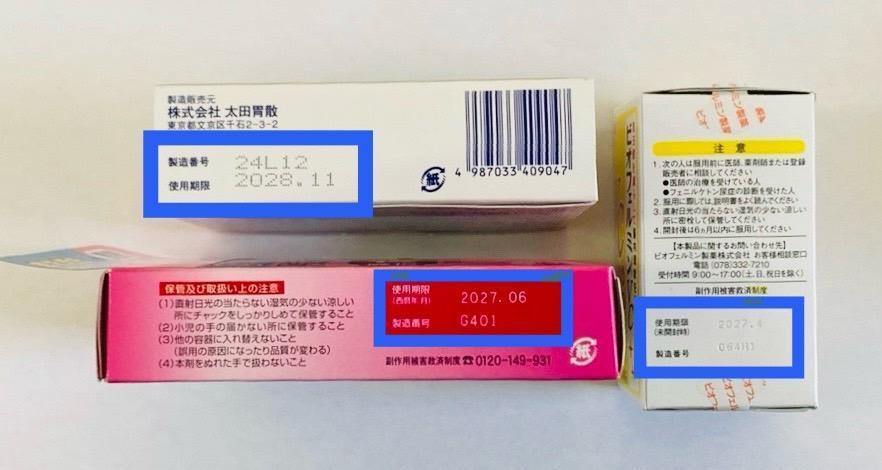 製造販売元
株式会社 太田胃散
東京都文京区千石2-3-2
製造番号 24L12
使用期限 2028.11
紙
4 987033 409047
保管及び取扱い上の注意
(1)直射日光の当たらない湿気の少ない涼しい
所にチャックをしっかりしめて保管すること
(2)小児の手の届かない所に保管すること
(3)他の容器に入れ替えないこと
(誤用の原因になったり品質が変わる)
(4)本剤をぬれた手で扱わないこと
使用期限
(西暦年月) 2027.06
製造番号 G401
副作用被害救済制度☎0120-149-931
紙
注意
1.次の人は服用前に医師、薬剤師または登録
販売者に相談してください
●医師の治療を受けている人
●フェニルケトン尿症の診断を受けた人
2.服用に際しては、説明書をよく読んでください
3.直射日光の当たらない湿気の少ない涼しい
所に密栓して保管してください
4.開封後は6ヵ月以内に服用してください
【本製品に関するお問い合わせ先】
ビオフェルミン製薬株式会社 お客様相談窓口
電話 (078)332-7210
受付時間 9:00~17:00(土,日,祝日を除く)
副作用被害救済制度
使用期限
(未開封時) 2027.4
製造番号 064H1
ビオフェルミン